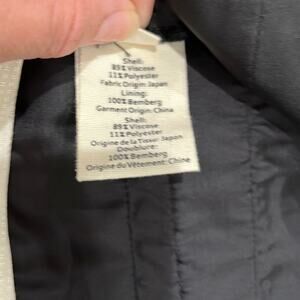 Shell:
89% Viscose
11% Polyester
Fabric Origin: Japan
Lining:
100% Bemberg
Garment Origin: China
Shell:
89% Viscose
11% Polyester
Origine de la Tissu: Japan
Doublure:
100% Bemberg
Origine du Vêtement: Chine